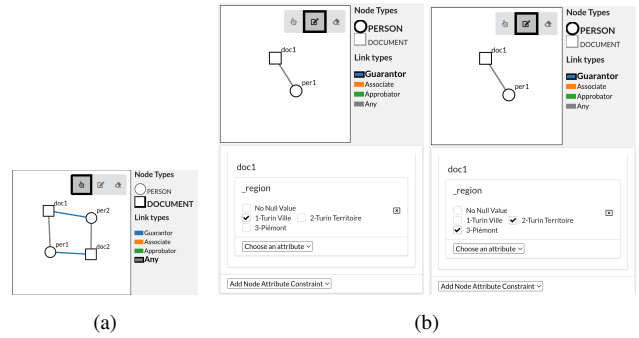 Node Types
PERSON
DOCUMENT
Link types
Guarantor
Associate
Approbator
Any
doc1
per2
per1
doc2
(a)
Node Types
PERSON
DOCUMENT
Link types
Guarantor
Associate
Approbator
Any
doc1
per1
doc1
_region
No Null Value
1-Turin Ville 2-Turin Territoire
3-Piémont
Choose an attribute
Add Node Attribute Constraint
Node Types
PERSON
DOCUMENT
Link types
Guarantor
Associate
Approbator
Any
doc1
per1
doc1
_region
No Null Value
1-Turin Ville 2-Turin Territoire
3-Piémont
Choose an attribute
Add Node Attribute Constraint
(b)